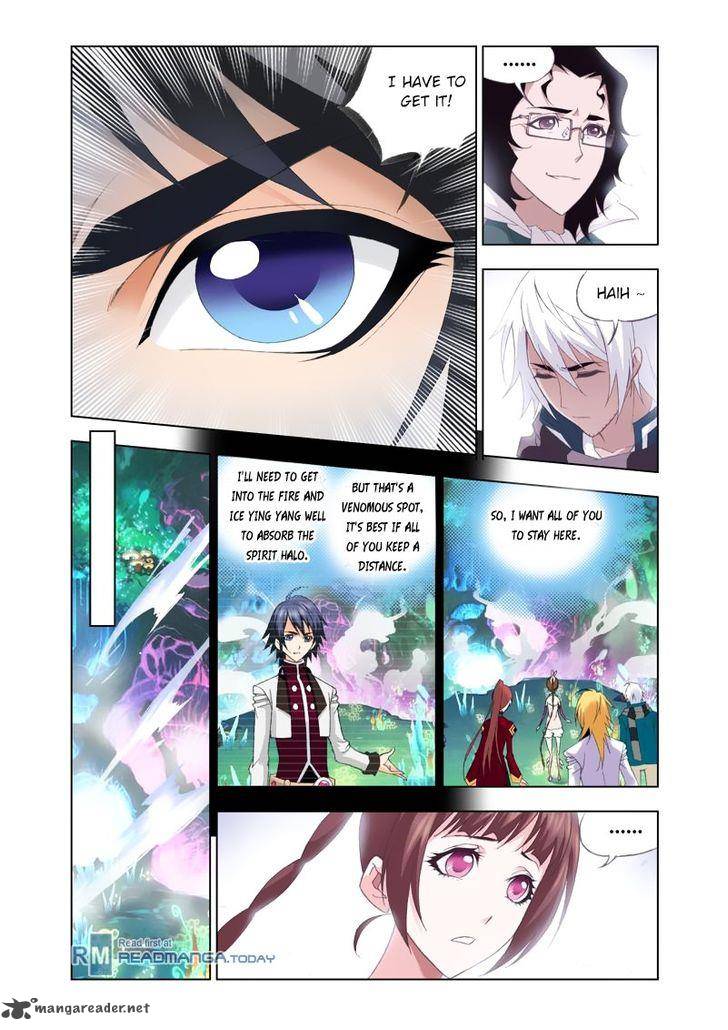 I HAVE TO
GET IT!
......
HAIH ~
I'LL NEED TO GET
INTO THE FIRE AND
ICE YING YANG WELL
TO ABSORB THE
SPIRIT HALO.
BUT THAT'S A
VENOMOUS SPOT,
IT'S BEST IF ALL
OF YOU KEEP A
DISTANCE.
SO, I WANT ALL OF YOU
TO STAY HERE.
......
RM
Read first at
READMANGA.TODAY
mangareader.net